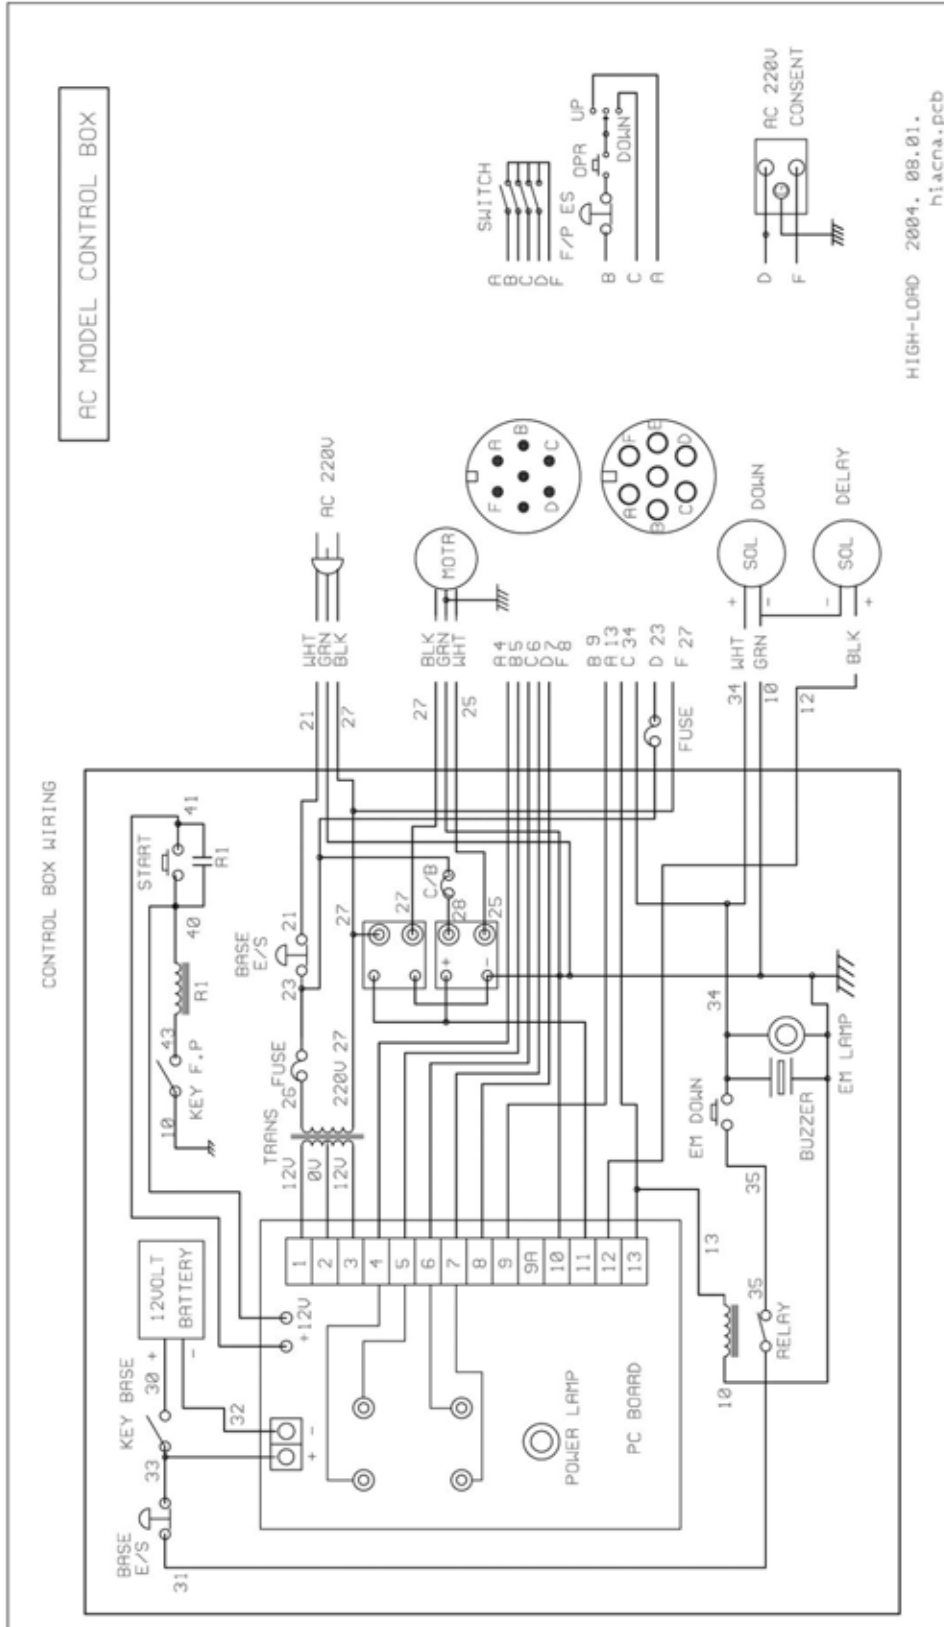 AC MODEL CONTROL BOX
CONTROL BOX WIRING
SWITCH
A
B
C
D
F
F/P ES
OPR
UP
DOWN
B
C
A
AC 220V
CONSENT
D
F
HIGH-LOAD 2004. 08.01.
hiacna.pcb
AC 220V
WHT
GRN
BLK
21
27
MOTR
BLK
GRN
WHT
27
25
F
A
B
C
D
A
F
E
D
C
B
A 4
B 5
C 6
D 7
F 8
B 9
A 13
C 34
D 23
F 27
FUSE
SOL
DOWN
+
-
SOL
DELAY
-
+
34 WHT
10 GRN
12 BLK
START
41
R1
40
R1
43
KEY F.P
10
BASE
E/S
21
23
FUSE
26
27
220V 27
TRANS
12V
0V
12V
27
C/B
28
25
+
-
34
EM LAMP
BUZZER
EM DOWN
35
35
RELAY
13
10
12VOLT
BATTERY
+
-
30
KEY BASE
32
33
BASE
E/S
31
+12V
-
+
1
2
3
4
5
6
7
8
9
9A
10
11
12
13
POWER LAMP
PC BOARD